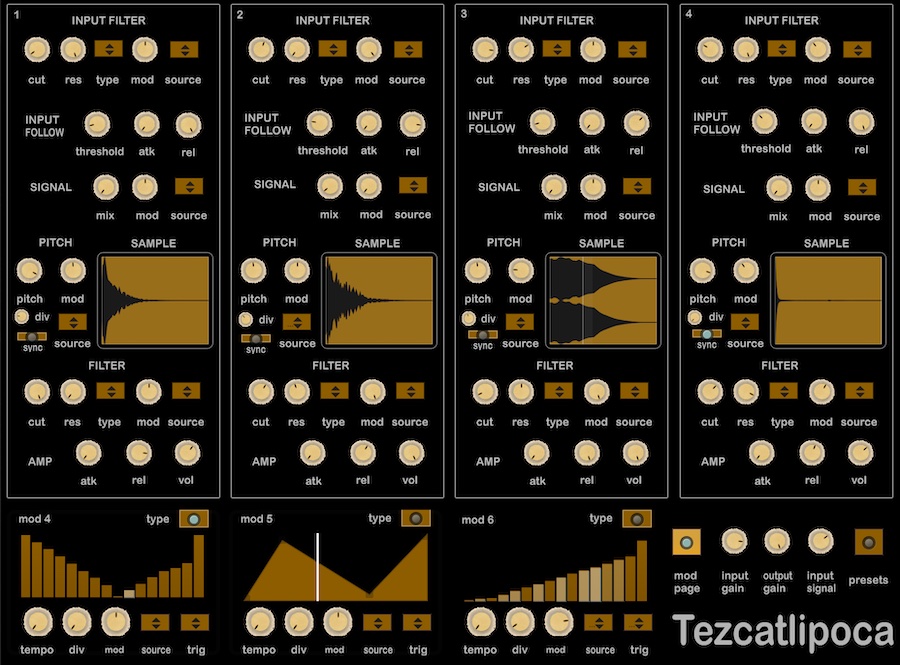 1
INPUT FILTER
cut res type mod source
INPUT
FOLLOW
threshold atk rel
SIGNAL
mix mod source
PITCH SAMPLE
pitch mod
div
sync source
FILTER
cut res type mod source
AMP
atk rel vol
2
INPUT FILTER
cut res type mod source
INPUT
FOLLOW
threshold atk rel
SIGNAL
mix mod source
PITCH SAMPLE
pitch mod
div
sync source
FILTER
cut res type mod source
AMP
atk rel vol
3
INPUT FILTER
cut res type mod source
INPUT
FOLLOW
threshold atk rel
SIGNAL
mix mod source
PITCH SAMPLE
pitch mod
div
sync source
FILTER
cut res type mod source
AMP
atk rel vol
4
INPUT FILTER
cut res type mod source
INPUT
FOLLOW
threshold atk rel
SIGNAL
mix mod source
PITCH SAMPLE
pitch mod
div
sync source
FILTER
cut res type mod source
AMP
atk rel vol
mod 4 type
tempo div mod source trig
mod 5 type
tempo div mod source trig
mod 6 type
tempo div mod source trig
mod
page
input
gain
output
gain
input
signal
presets
Tezcatlipoca